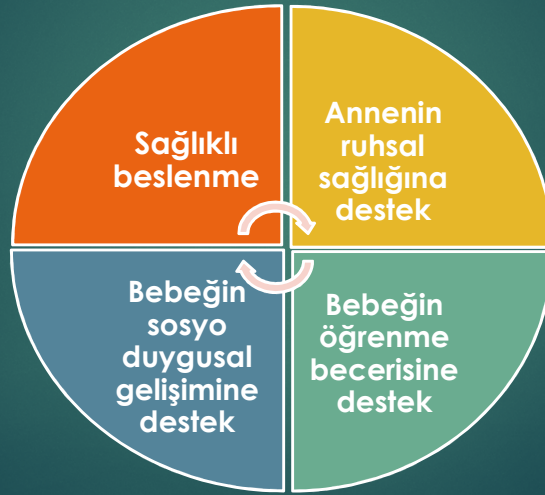 Sağlıklı
beslenme
Annenin
ruhsal
sağlığına
destek
Bebeğin
sosyo
duygusal
gelişimine
destek
Bebeğin
öğrenme
becerisine
destek